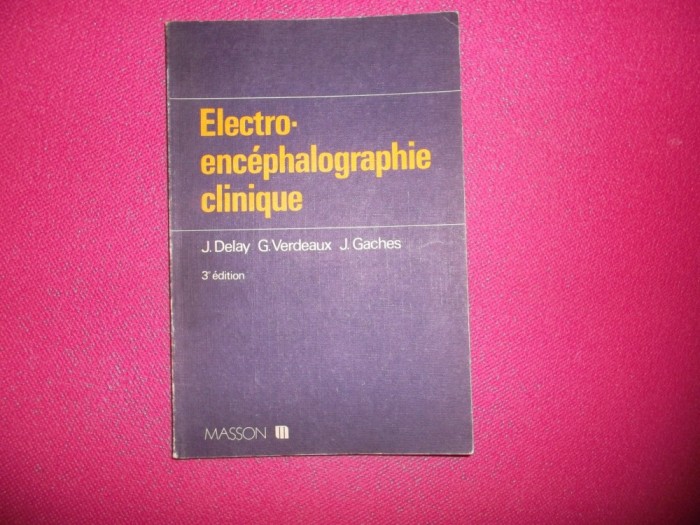 Electro-
encéphalographie
clinique
J. Delay G. Verdeaux J. Gaches
3e édition
MASSON m